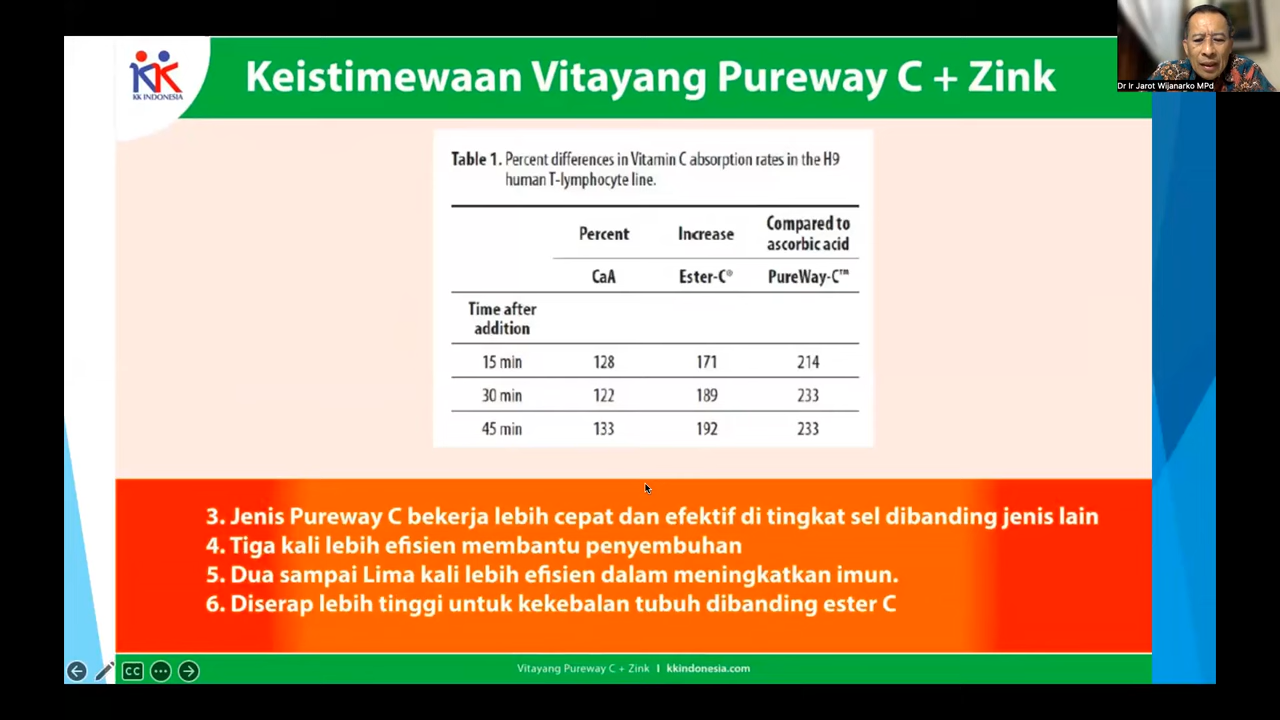 KK INDONESIA
Keistimewaan Vitayang Pureway C + Zink
Dr Ir Jarot Wijanarko MPd
Table 1. Percent differences in Vitamin C absorption rates in the H9
human T-lymphocyte line.
Percent Increase Compared to
ascorbic acid
CaA Ester-C® PureWay-C™
Time after
addition
15 min 128 171 214
30 min 122 189 233
45 min 133 192 233
3. Jenis Pureway C bekerja lebih cepat dan efektif di tingkat sel dibanding jenis lain
4. Tiga kali lebih efisien membantu penyembuhan
5. Dua sampai Lima kali lebih efisien dalam meningkatkan imun.
6. Diserap lebih tinggi untuk kekebalan tubuh dibanding ester C
CC
Vitayang Pureway C + Zink I kkindonesia.com